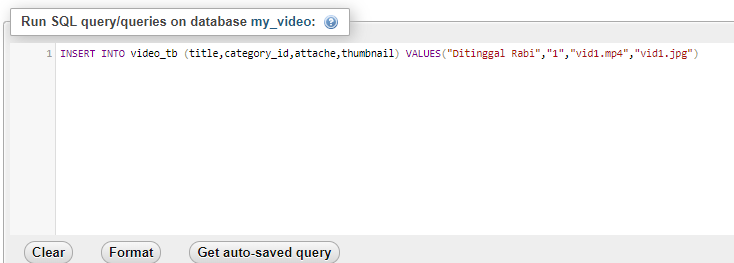 Run SQL query/queries on database my_video:
1 INSERT INTO video_tb (title,category_id,attache,thumbnail) VALUES("Ditinggal Rabi","1","vid1.mp4","vid1.jpg")
Clear Format Get auto-saved query